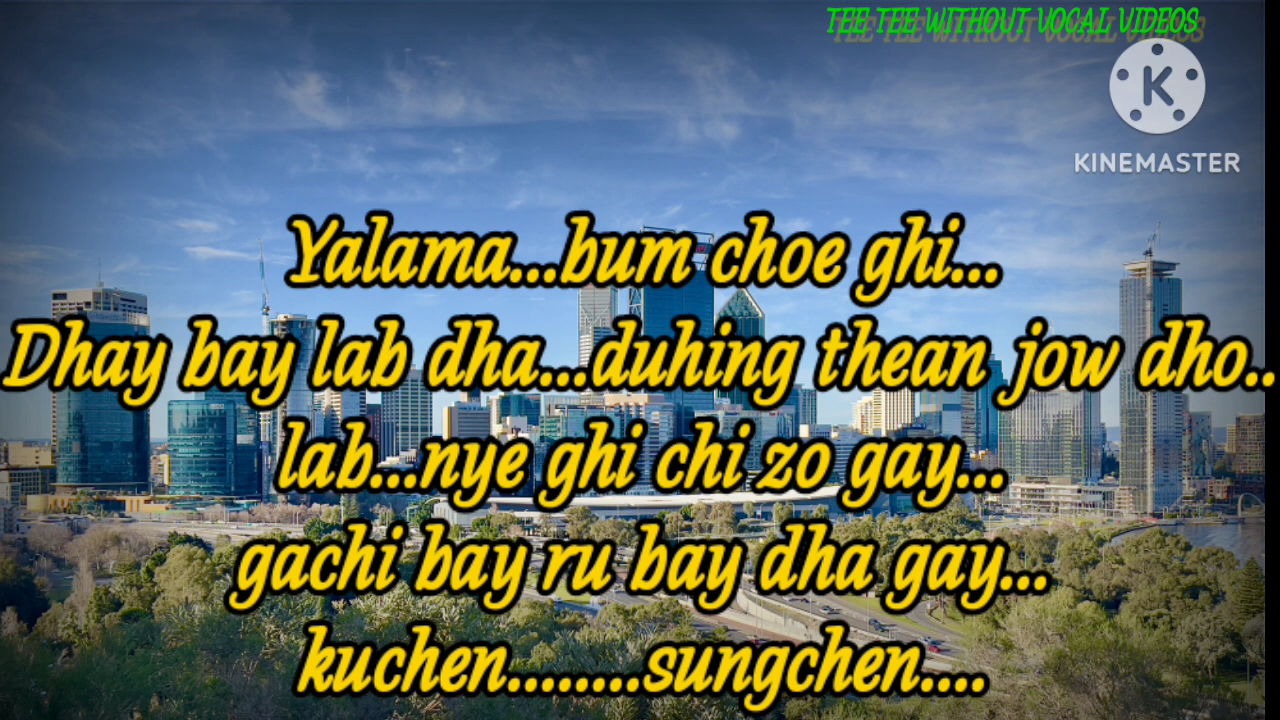 TEE TEE WITHOUT VOCAL VIDEOS
K
KINEMASTER
Yalama...bum choe ghi...
Dhay bay lab dha...duhing thean jow dho..
lab...nye ghi chi zo gay...
gachi bay ru bay dha gay...
kuchen........sungchen....